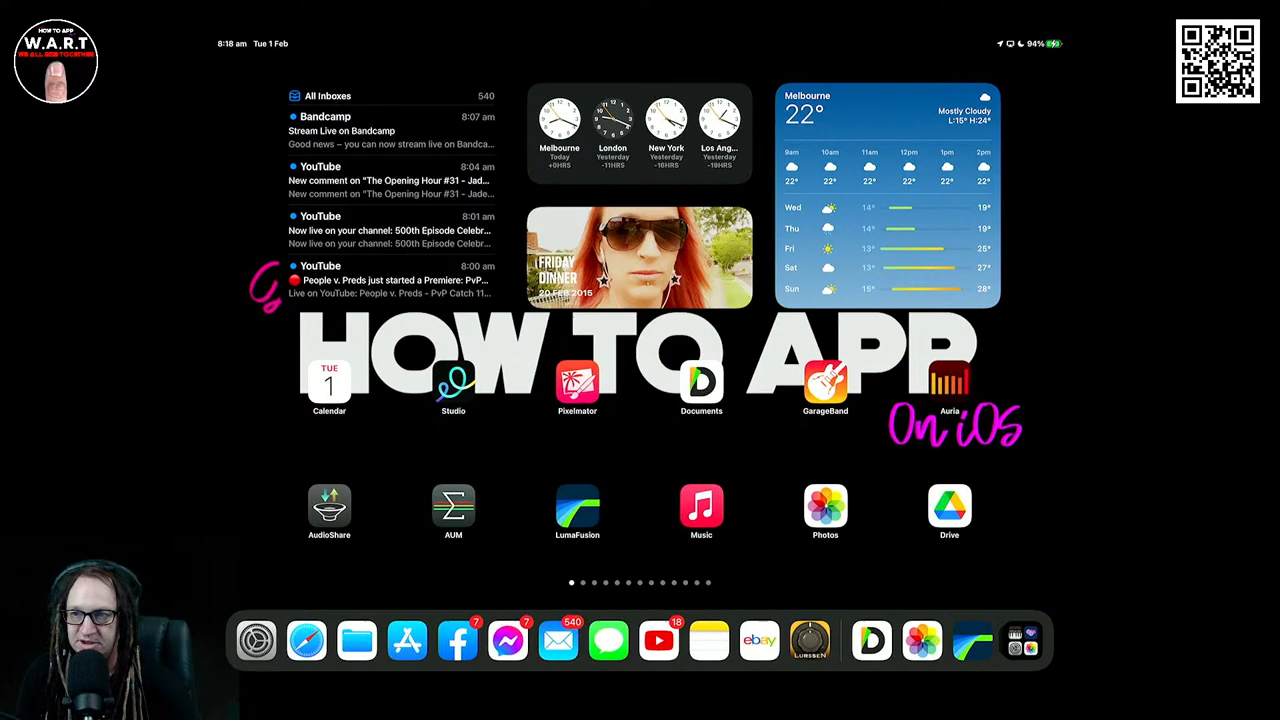 HOW TO APP
W.A.R.T
WE ALL RISE TOGETHER
8:18 am Tue 1 Feb
94%
All Inboxes 540
Bandcamp 8:07 am
Stream Live on Bandcamp
Good news – you can now stream live on Bandca...
YouTube 8:04 am
New comment on "The Opening Hour #31 - Jad...
New comment on "The Opening Hour #31 - Jade...
YouTube 8:01 am
Now live on your channel: 500th Episode Celebr...
Now live on your channel: 500th Episode Celebr...
YouTube 8:00 am
People v. Preds just started a Premiere: PvP...
Live on YouTube: People v. Preds - PvP Catch 11...
Melbourne London New York Los Ang...
Today Yesterday Yesterday Yesterday
+0HRS -11HRS -16HRS -19HRS
FRIDAY
DINNER
20 FEB 2015
Melbourne
22°
Mostly Cloudy
L:15° H:24°
9am 10am 11am 12pm 1pm 2pm
22° 22° 22° 22° 22° 22°
Wed 14° 19°
Thu 14° 19°
Fri 13° 25°
Sat 13° 27°
Sun 15° 28°
HOW TO APP
On iOS
TUE
1
Calendar Studio Pixelmator Documents GarageBand Auria
AudioShare AUM LumaFusion Music Photos Drive
7 7 540 18
ebay
LURSSEN